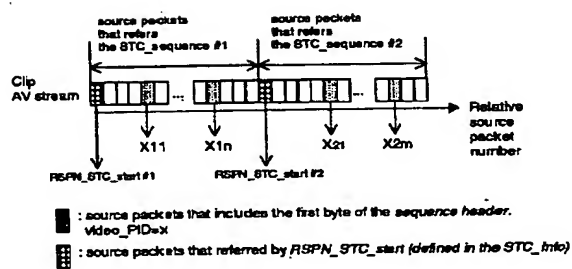 source packets
that refers
the STC_sequence #1
source packets
that refers
the STC_sequence #2
Clip
AV stream
...
...
...
...
Relative
source
packet
number
X11
X1n
X21
X2m
RSPN_STC_start #1
RSPN_STC_start #2
: source packets that includes the first byte of the sequence header.
video_PID=x
: source packets that referred by RSPN_STC_start (defined in the STC_Info)